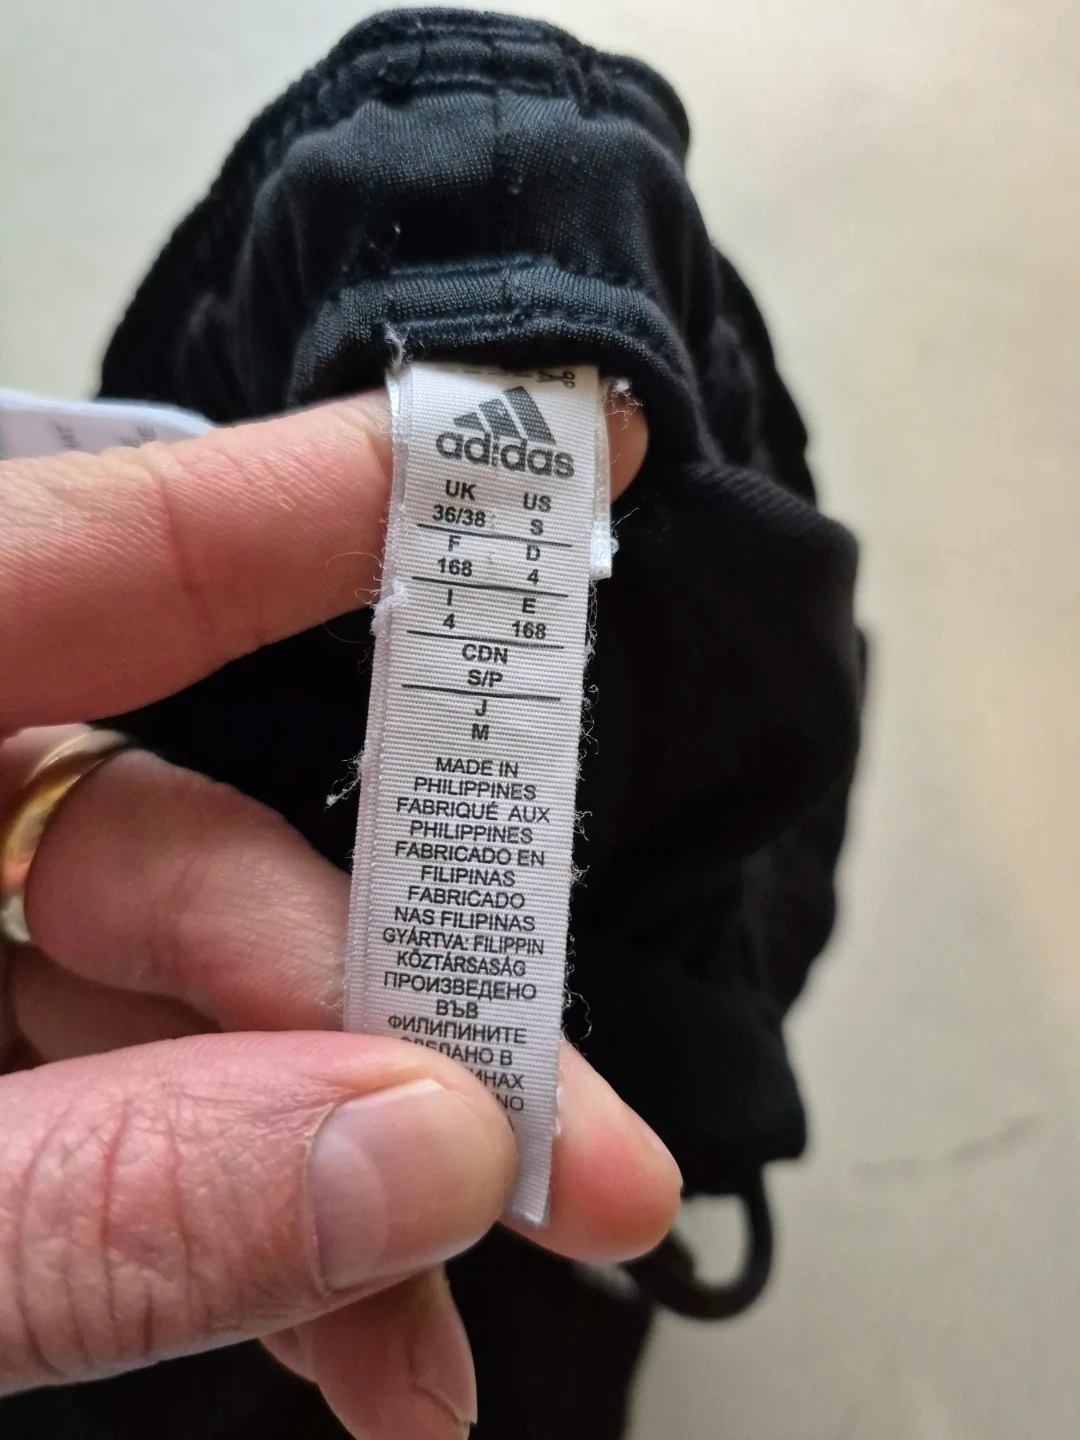 adidas
UK US
36/38 S
F D
168 4
I E
4 168
CDN
S/P
J
M
MADE IN
PHILIPPINES
FABRIQUÉ AUX
PHILIPPINES
FABRICADO EN
FILIPINAS
FABRICADO
NAS FILIPINAS
GYÁRTVA: FILIPPIN
KÖZTÁRSASÁG
ПРОИЗВЕДЕНО
ВЪВ
ФИЛИПИНИТЕ
В